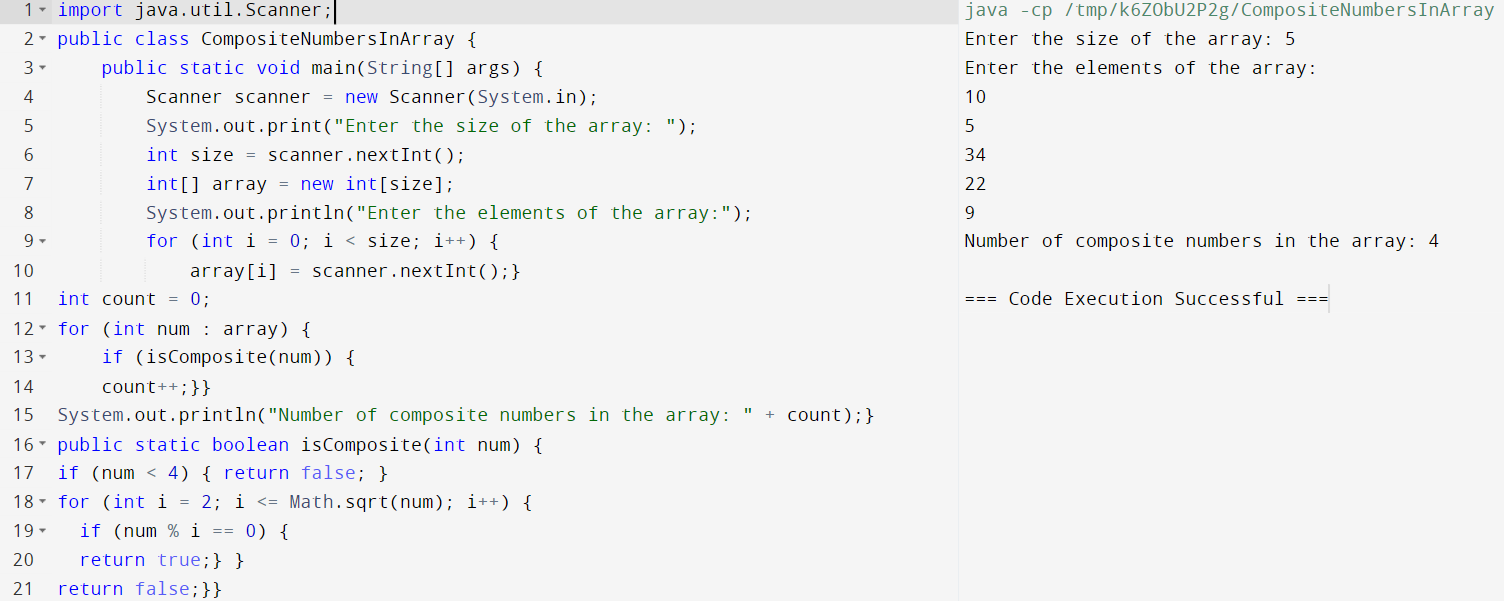 1 import java.util.Scanner;
2 public class CompositeNumbersInArray {
3     public static void main(String[] args) {
4         Scanner scanner = new Scanner(System.in);
5         System.out.print("Enter the size of the array: ");
6         int size = scanner.nextInt();
7         int[] array = new int[size];
8         System.out.println("Enter the elements of the array:");
9         for (int i = 0; i < size; i++) {
10             array[i] = scanner.nextInt();}
11 int count = 0;
12 for (int num : array) {
13     if (isComposite(num)) {
14     count++;}}
15 System.out.println("Number of composite numbers in the array: " + count);}
16 public static boolean isComposite(int num) {
17 if (num < 4) { return false; }
18 for (int i = 2; i <= Math.sqrt(num); i++) {
19   if (num % i == 0) {
20   return true;} }
21 return false;}}
java -cp /tmp/k6ZObU2P2g/CompositeNumbersInArray
Enter the size of the array: 5
Enter the elements of the array:
10
5
34
22
9
Number of composite numbers in the array: 4
=== Code Execution Successful ===